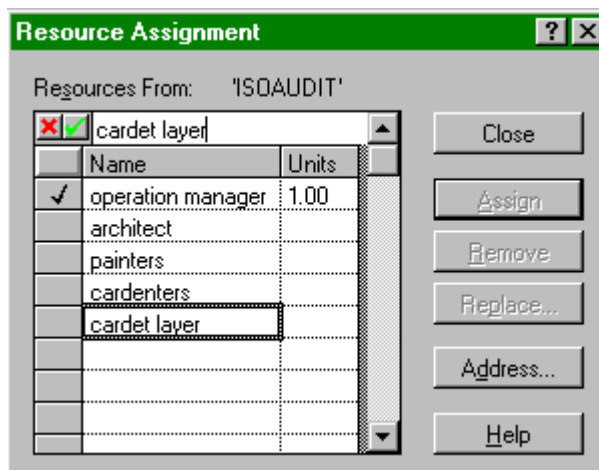 Resource Assignment
Resources From: 'ISOAUDIT'
cardet layer
Close
Name Units
operation manager 1.00
Assign
architect
painters
Remove
cardenters
Replace...
cardet layer
Address...
Help